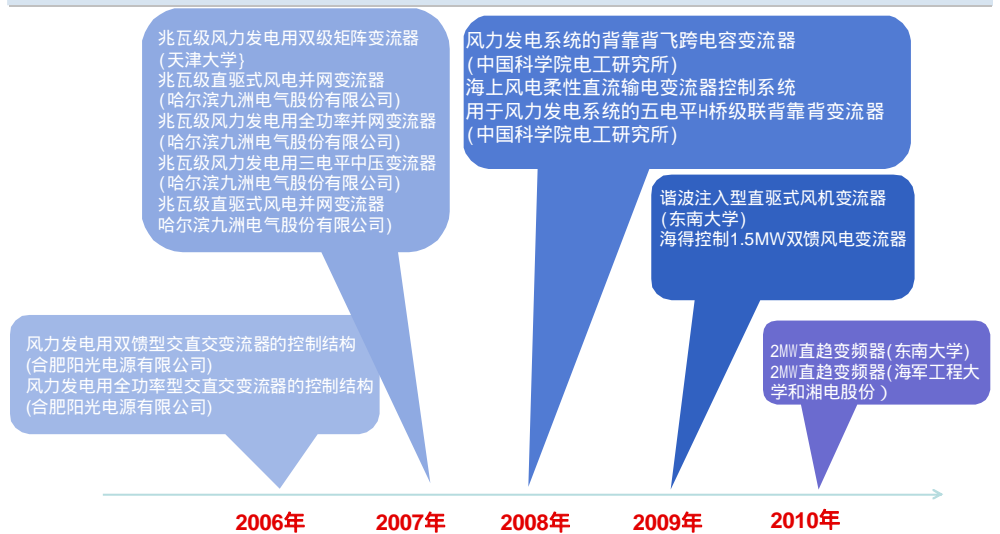 兆瓦级风力发电用双级矩阵变流器
(天津大学}
兆瓦级直驱式风电并网变流器
(哈尔滨九洲电气股份有限公司)
兆瓦级风力发电用全功率并网变流器
(哈尔滨九洲电气股份有限公司)
兆瓦级风力发电用三电平中压变流器
(哈尔滨九洲电气股份有限公司)
兆瓦级直驱式风电并网变流器
哈尔滨九洲电气股份有限公司)
风力发电系统的背靠背飞跨电容变流器
(中国科学院电工研究所)
海上风电柔性直流输电变流器控制系统
用于风力发电系统的五电平H桥级联背靠背变流器
(中国科学院电工研究所)
谐波注入型直驱式风机变流器
(东南大学)
海得控制1.5MW双馈风电变流器
风力发电用双馈型交直交变流器的控制结构
(合肥阳光电源有限公司)
风力发电用全功率型交直交变流器的控制结构
(合肥阳光电源有限公司)
2MW直趋变频器(东南大学)
2MW直趋变频器(海军工程大
学和湘电股份)
2006年
2007年
2008年
2009年
2010年